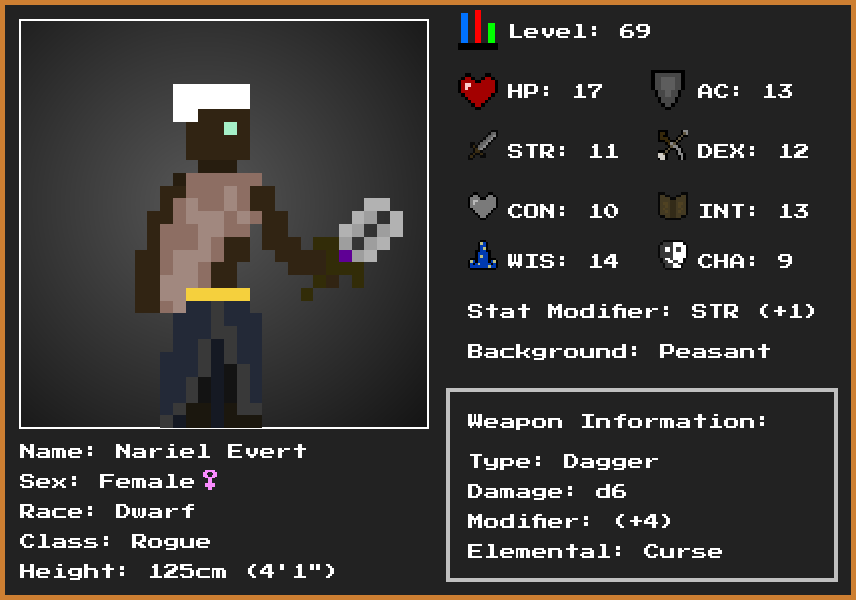 Level: 69
HP: 17
AC: 13
STR: 11
DEX: 12
CON: 10
INT: 13
WIS: 14
CHA: 9
Stat Modifier: STR (+1)
Background: Peasant
Weapon Information:
Type: Dagger
Damage: d6
Modifier: (+4)
Elemental: Curse
Name: Nariel Evert
Sex: Female♀
Race: Dwarf
Class: Rogue
Height: 125cm (4'1")